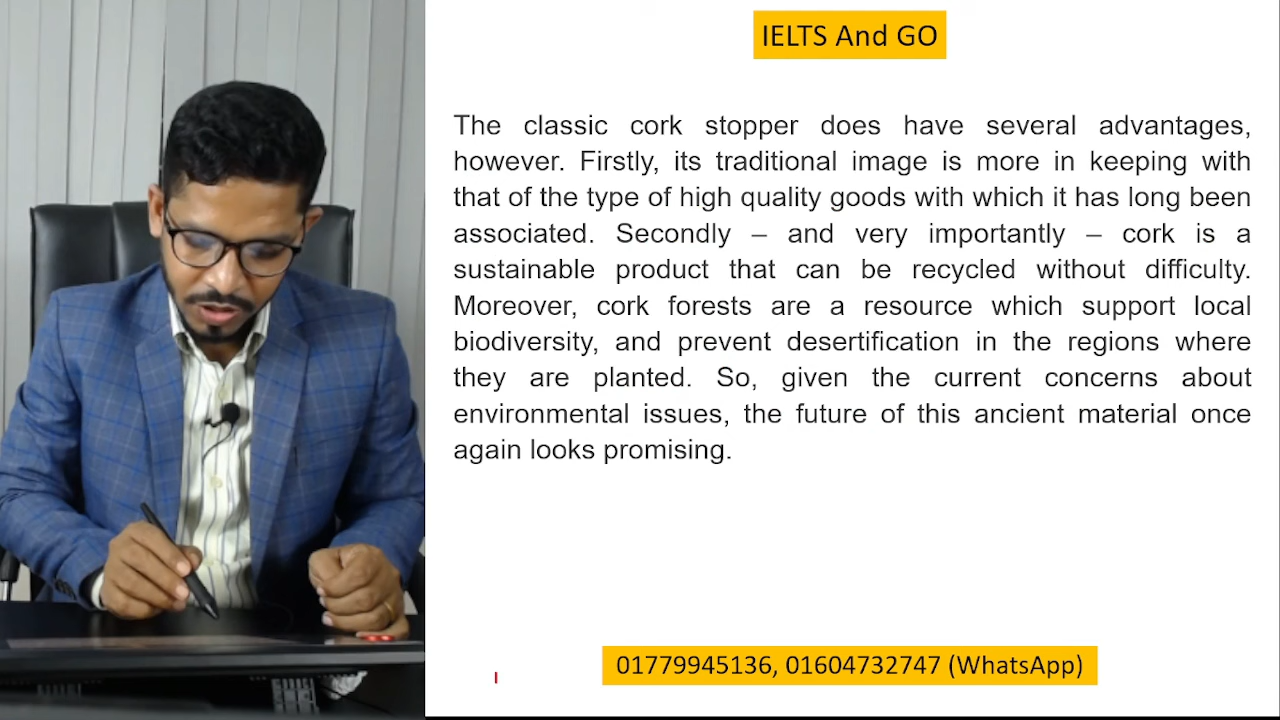 IELTS And GO
The classic cork stopper does have several advantages,
however. Firstly, its traditional image is more in keeping with
that of the type of high quality goods with which it has long been
associated. Secondly – and very importantly – cork is a
sustainable product that can be recycled without difficulty.
Moreover, cork forests are a resource which support local
biodiversity, and prevent desertification in the regions where
they are planted. So, given the current concerns about
environmental issues, the future of this ancient material once
again looks promising.
01779945136, 01604732747 (WhatsApp)